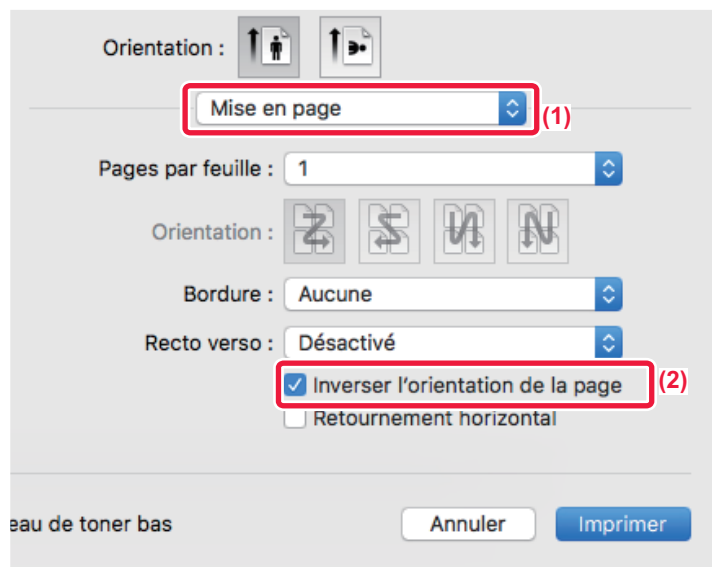 Orientation :
Mise en page
(1)
Pages par feuille : 1
Orientation :
Bordure : Aucune
Recto verso : Désactivé
Inverser l'orientation de la page
(2)
Retournement horizontal
eau de toner bas
Annuler
Imprimer